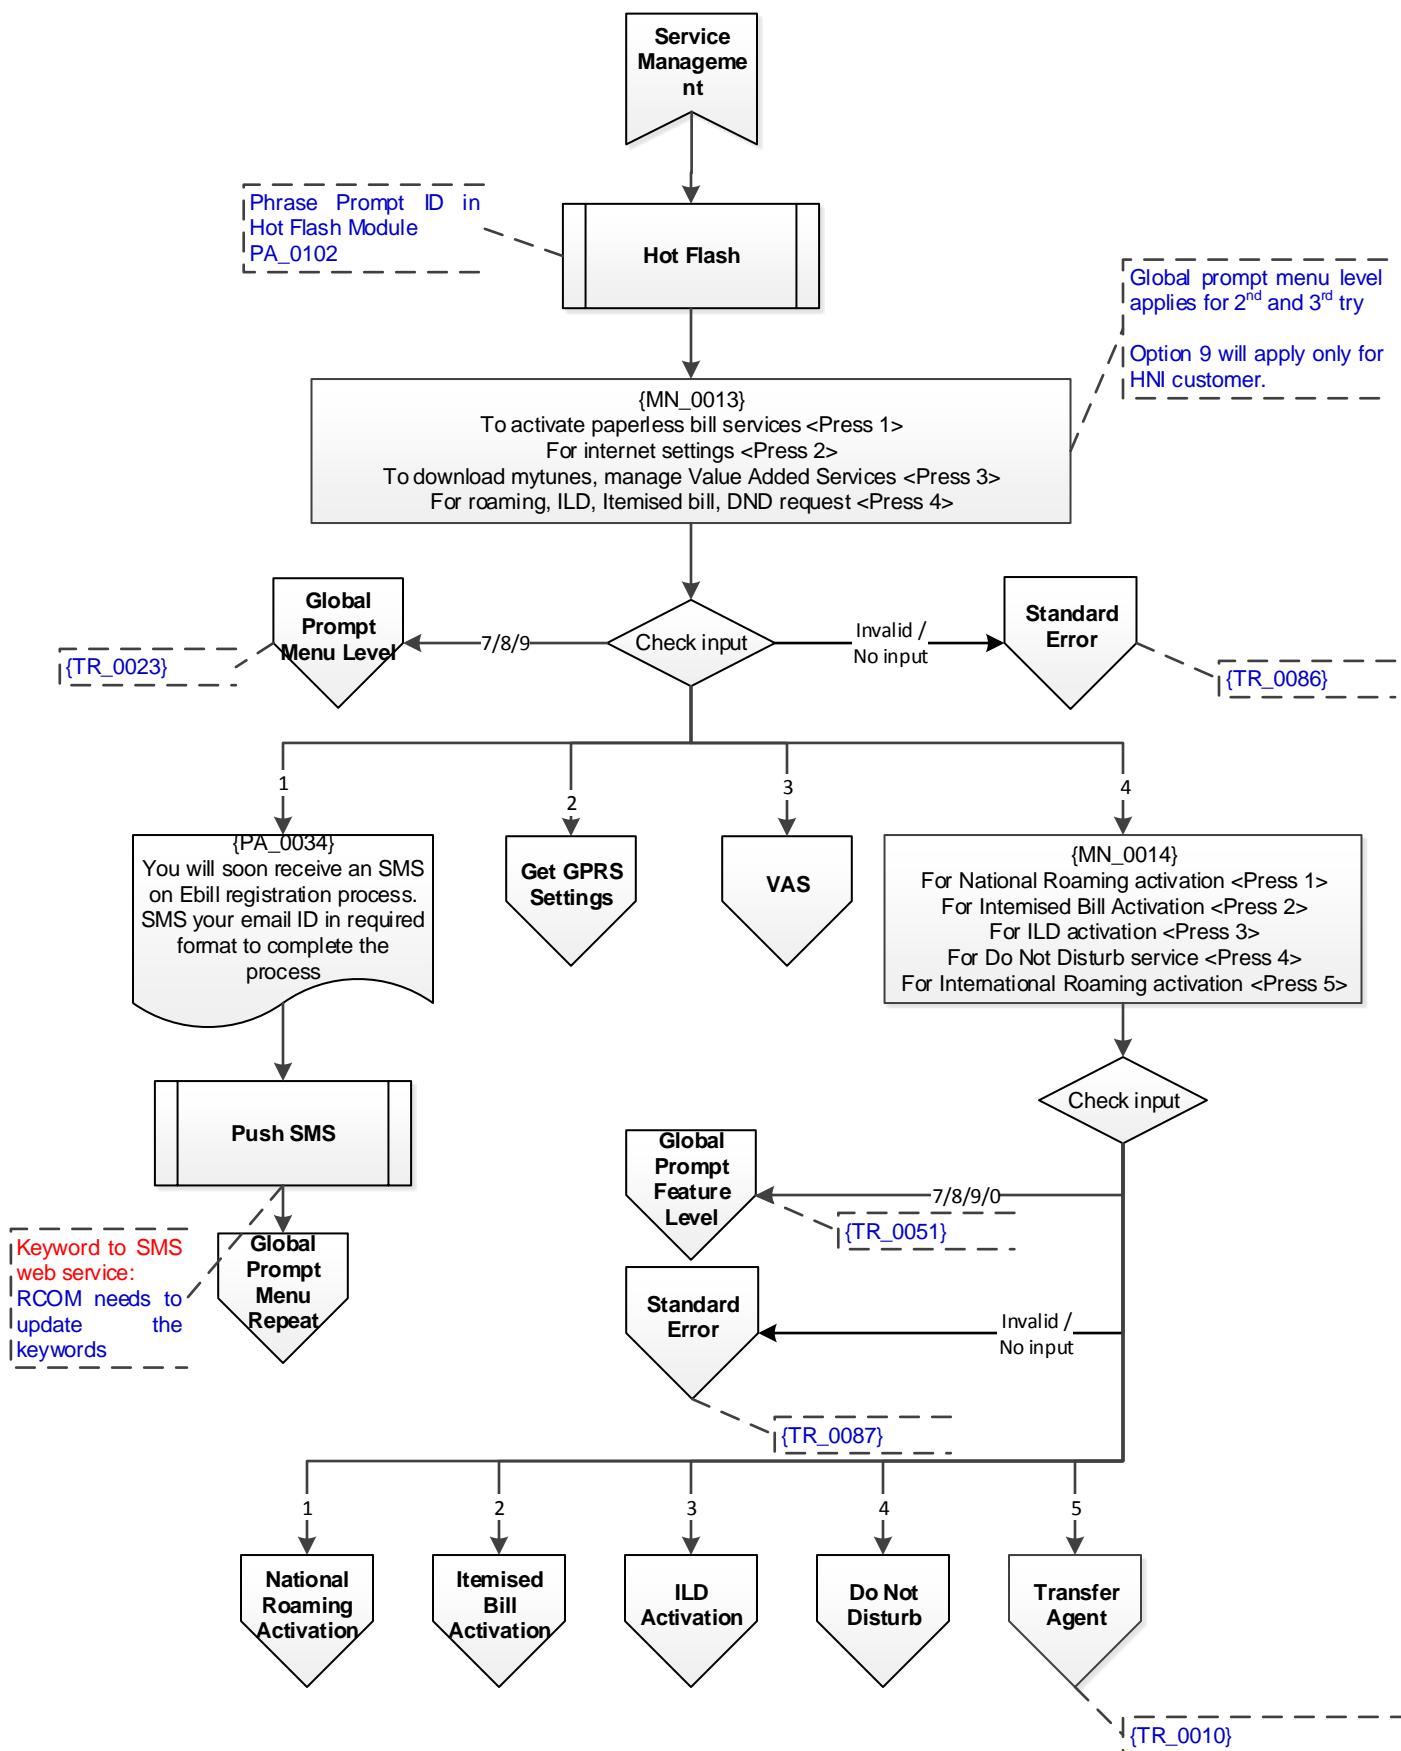 Service
Manageme
nt
Phrase Prompt ID in
Hot Flash Module
PA_0102
Hot Flash
Global prompt menu level
applies for 2nd and 3rd try
Option 9 will apply only for
HNI customer.
{MN_0013}
To activate paperless bill services <Press 1>
For internet settings <Press 2>
To download mytunes, manage Value Added Services <Press 3>
For roaming, ILD, Itemised bill, DND request <Press 4>
Global
Prompt
Menu Level
{TR_0023}
7/8/9
Check input
Invalid /
No input
Standard
Error
{TR_0086}
1
2
3
4
{PA_0034}
You will soon receive an SMS
on Ebill registration process.
SMS your email ID in required
format to complete the
process
Get GPRS
Settings
VAS
{MN_0014}
For National Roaming activation <Press 1>
For Intemised Bill Activation <Press 2>
For ILD activation <Press 3>
For Do Not Disturb service <Press 4>
For International Roaming activation <Press 5>
Push SMS
Check input
Global
Prompt
Feature
Level
7/8/9/0
{TR_0051}
Keyword to SMS
web service:
RCOM needs to
update the
keywords
Global
Prompt
Menu
Repeat
Standard
Error
Invalid /
No input
{TR_0087}
1
2
3
4
5
National
Roaming
Activation
Itemised
Bill
Activation
ILD
Activation
Do Not
Disturb
Transfer
Agent
{TR_0010}